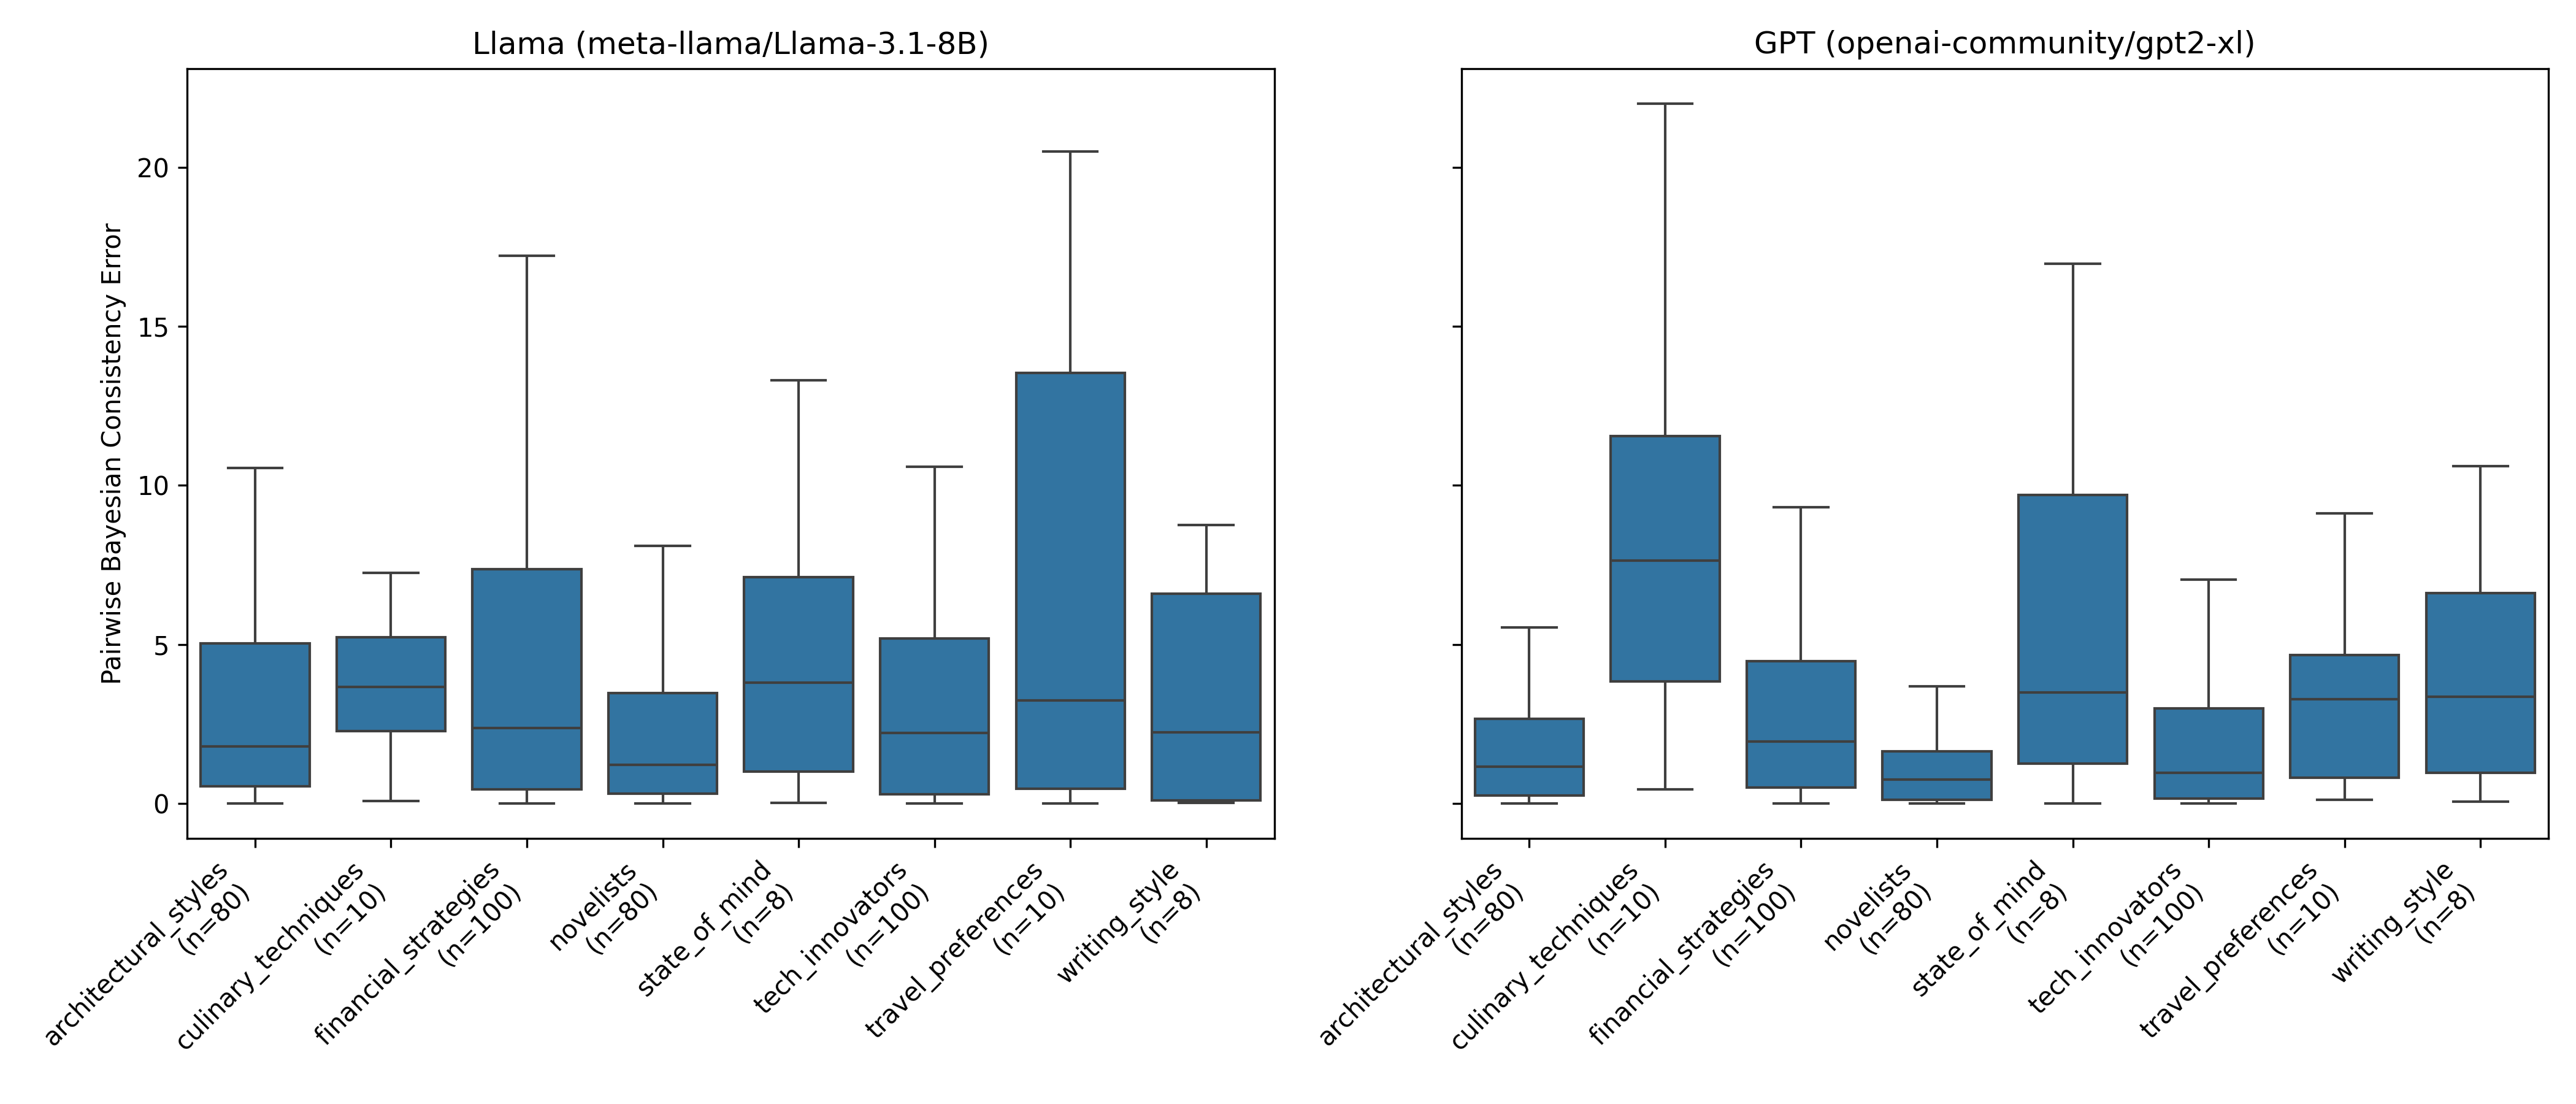 Llama (meta-llama/Llama-3.1-8B)
GPT (openai-community/gpt2-xl)
Pairwise Bayesian Consistency Error
20
15
10
5
0
architectural_styles
(n=80)
culinary_techniques
(n=10)
financial_strategies
(n=100)
novelists
(n=80)
state_of_mind
(n=8)
tech_innovators
(n=100)
travel_preferences
(n=10)
writing_style
(n=8)
architectural_styles
(n=80)
culinary_techniques
(n=10)
financial_strategies
(n=100)
novelists
(n=80)
state_of_mind
(n=8)
tech_innovators
(n=100)
travel_preferences
(n=10)
writing_style
(n=8)